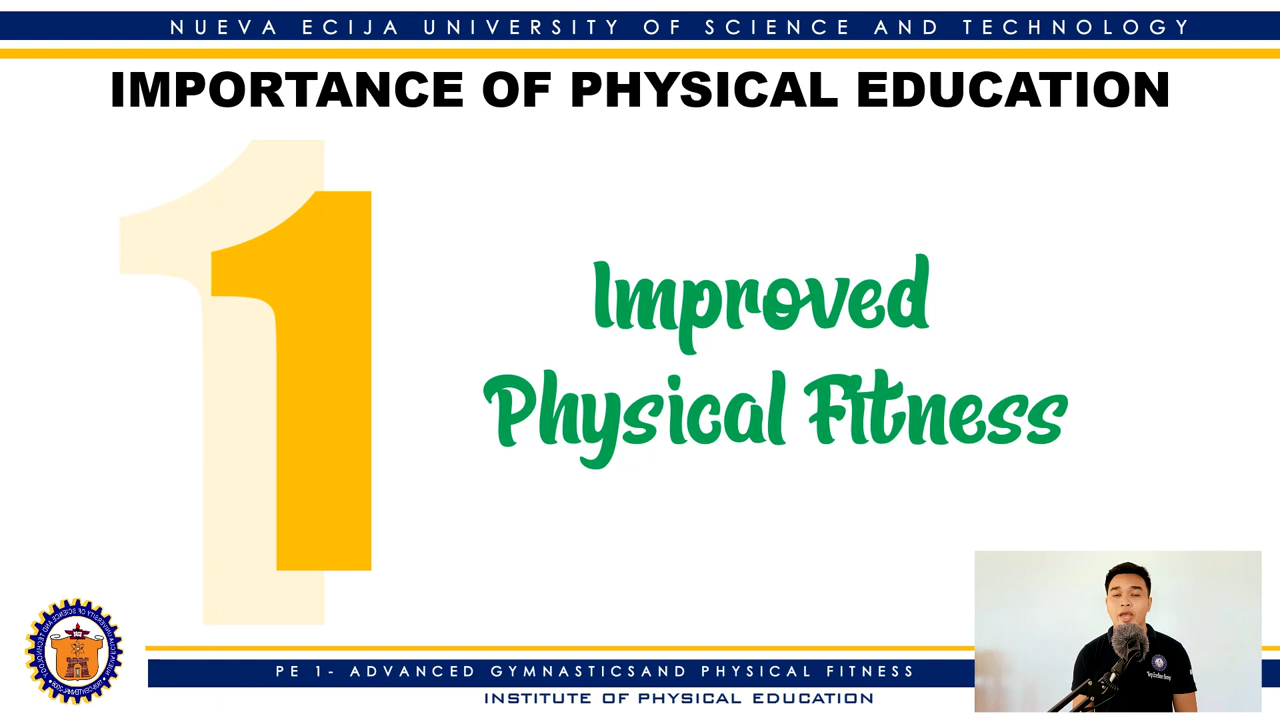 NUEVA ECIJA UNIVERSITY OF SCIENCE AND TECHNOLOGY
IMPORTANCE OF PHYSICAL EDUCATION
1
Improved
Physical Fitness
PE 1- ADVANCED GYMNASTICSAND PHYSICAL FITNESS
INSTITUTE OF PHYSICAL EDUCATION